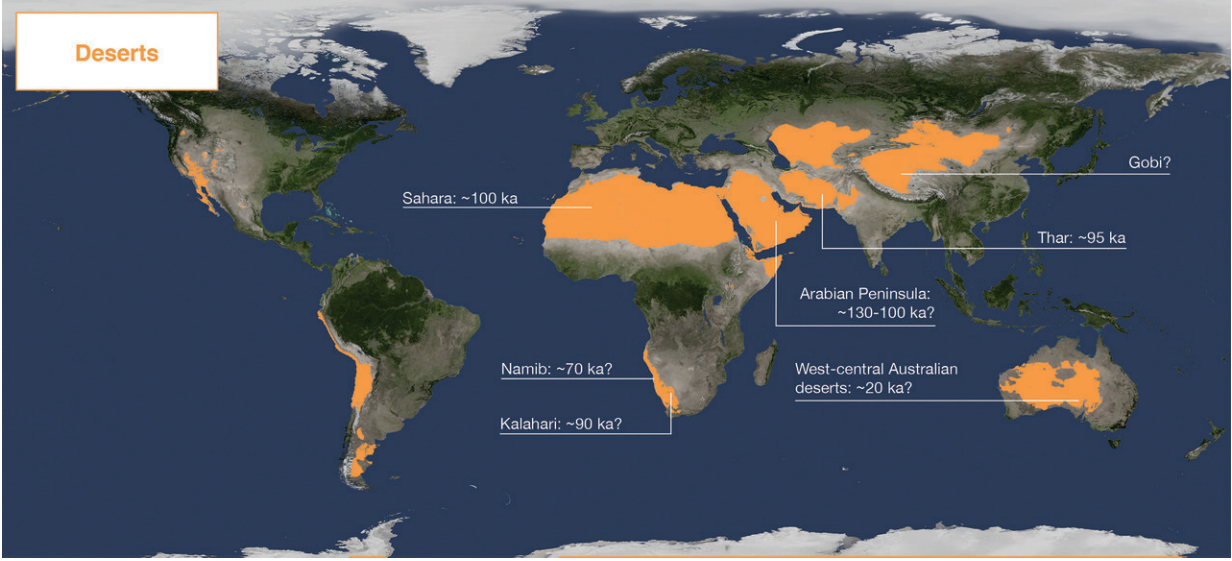 Deserts
Gobi?
Sahara: ~100 ka
Thar: ~95 ka
Arabian Peninsula:
~130-100 ka?
Namib: ~70 ka?
West-central Australian
deserts: ~20 ka?
Kalahari: ~90 ka?